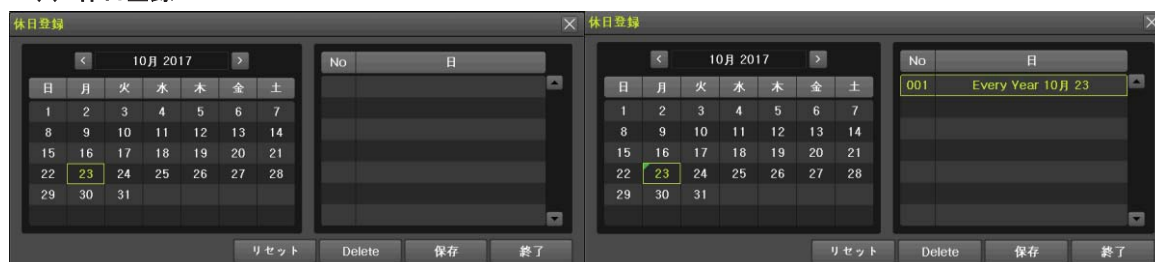 休日登録
< 10月 2017 >
日 月 火 水 木 金 土
1 2 3 4 5 6 7
8 9 10 11 12 13 14
15 16 17 18 19 20 21
22 23 24 25 26 27 28
29 30 31
No 日
リセット Delete 保存 終了
休日登録
< 10月 2017 >
日 月 火 水 木 金 土
1 2 3 4 5 6 7
8 9 10 11 12 13 14
15 16 17 18 19 20 21
22 23 24 25 26 27 28
29 30 31
No 日
001 Every Year 10月 23
リセット Delete 保存 終了